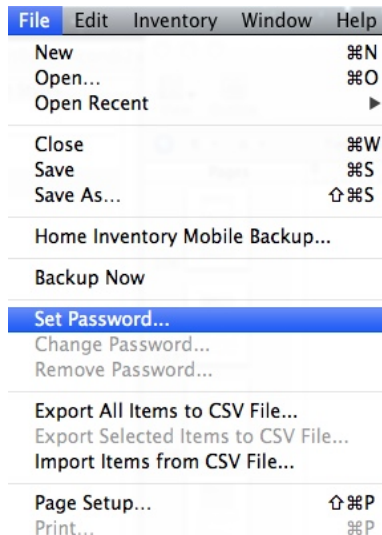 File Edit Inventory Window Help
New ⌘N
Open... ⌘O
Open Recent ▶
Close ⌘W
Save ⌘S
Save As... ⇧⌘S
Home Inventory Mobile Backup...
Backup Now
Set Password...
Change Password...
Remove Password...
Export All Items to CSV File...
Export Selected Items to CSV File...
Import Items from CSV File...
Page Setup... ⇧⌘P
Print... ⌘P